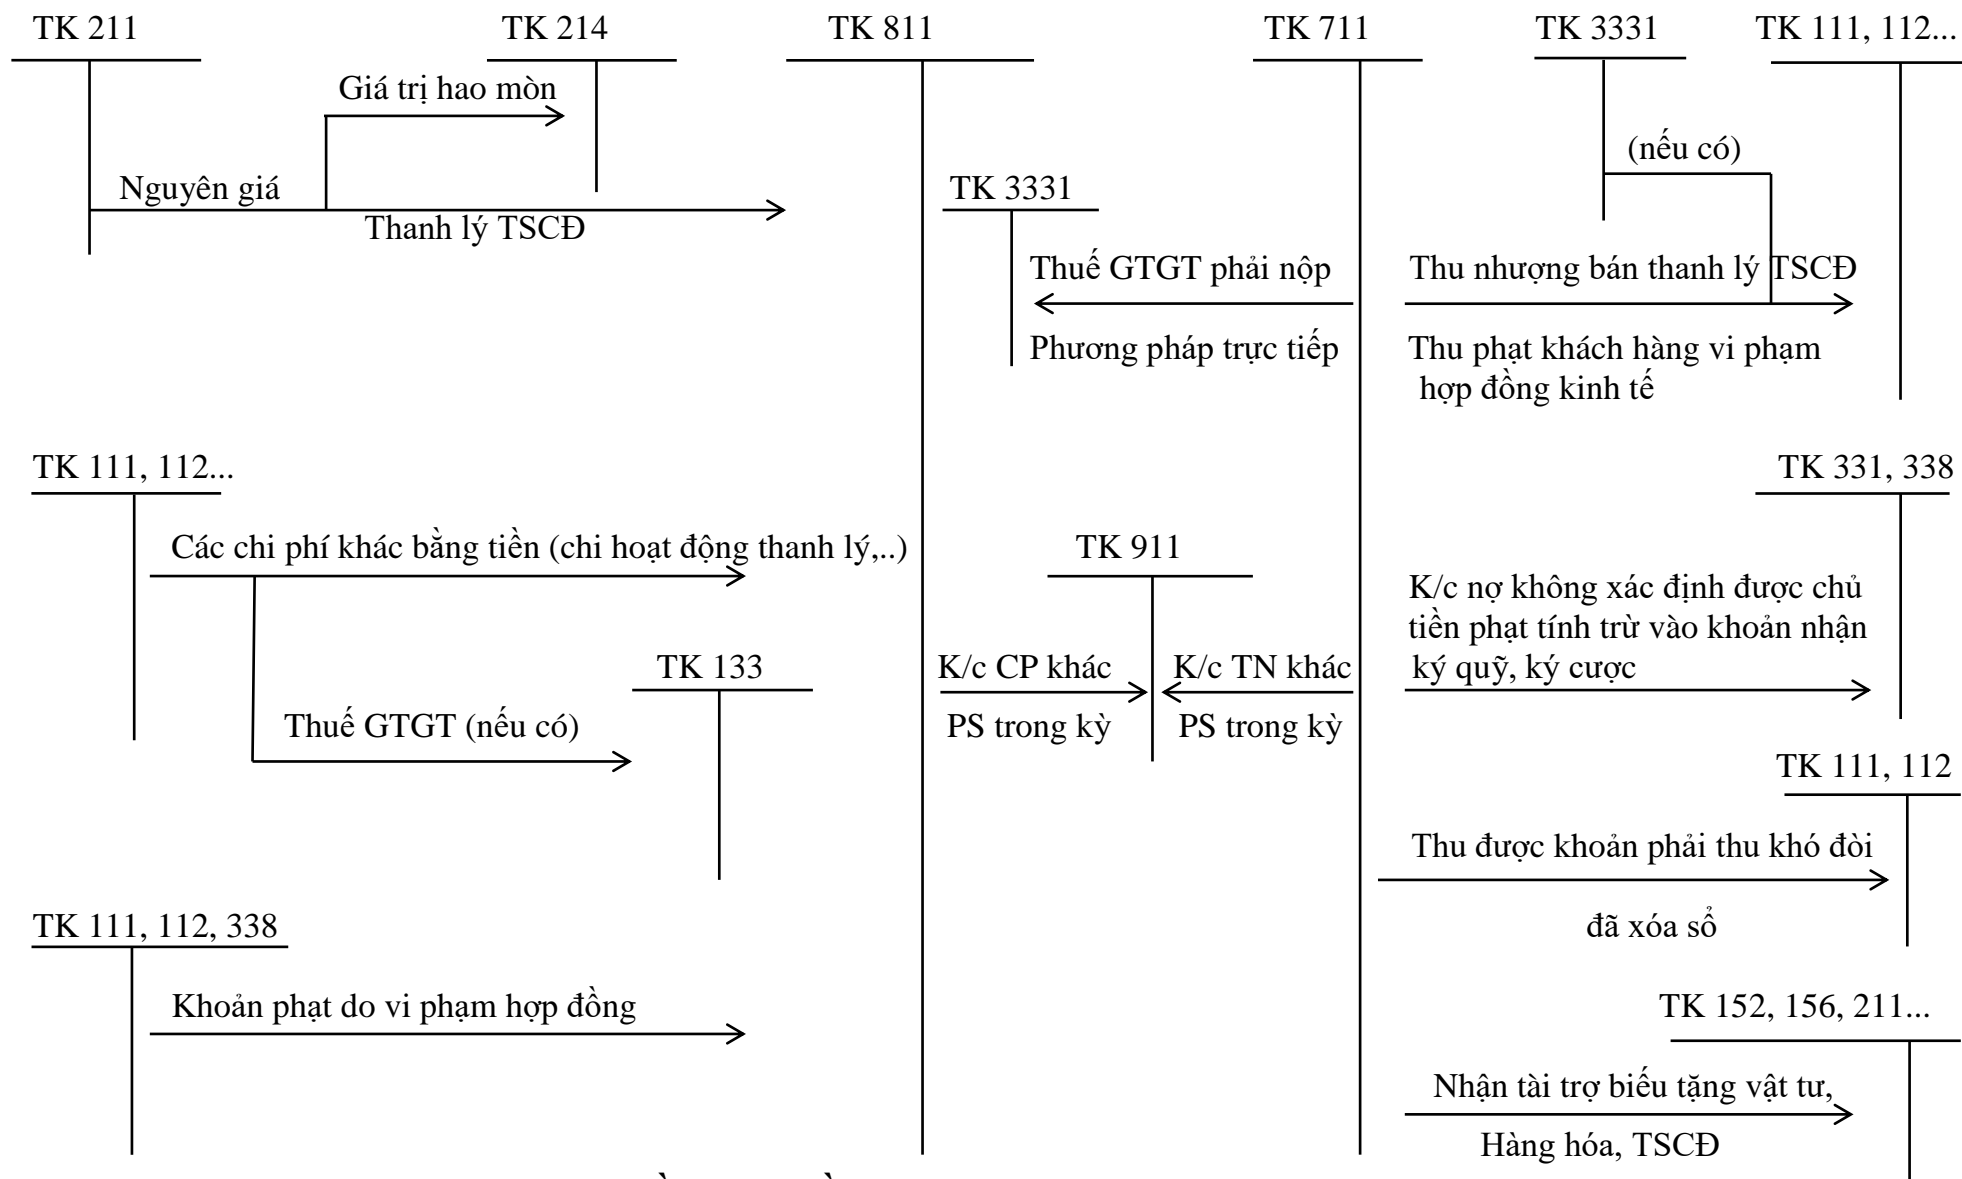 TK 211
TK 214
TK 811
TK 711
TK 3331
TK 111, 112...
Giá trị hao mòn
(nếu có)
Nguyên giá
TK 3331
Thanh lý TSCĐ
Thuế GTGT phải nộp
Thu nhượng bán thanh lý TSCĐ
Phương pháp trực tiếp
Thu phạt khách hàng vi phạm
hợp đồng kinh tế
TK 111, 112...
TK 331, 338
Các chi phí khác bằng tiền (chi hoạt động thanh lý,..)
TK 911
K/c nợ không xác định được chủ
tiền phạt tính trừ vào khoản nhận
ký quỹ, ký cược
TK 133
K/c CP khác
K/c TN khác
Thuế GTGT (nếu có)
PS trong kỳ
PS trong kỳ
TK 111, 112
Thu được khoản phải thu khó đòi
đã xóa sổ
TK 111, 112, 338
Khoản phạt do vi phạm hợp đồng
TK 152, 156, 211...
Nhận tài trợ biếu tặng vật tư,
Hàng hóa, TSCĐ